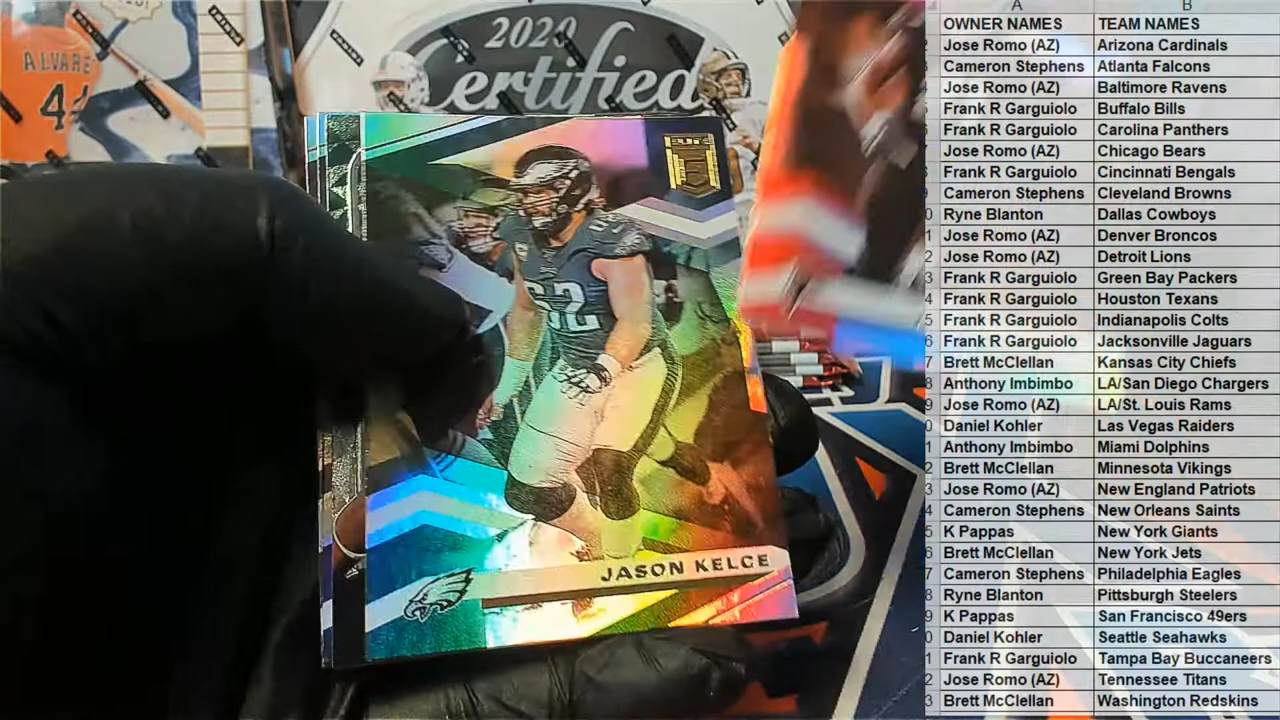 2020
Certified
ALVARE
44
ELITE
62
JASON KELCE
A B
OWNER NAMES TEAM NAMES
Jose Romo (AZ) Arizona Cardinals
Cameron Stephens Atlanta Falcons
Jose Romo (AZ) Baltimore Ravens
Frank R Garguiolo Buffalo Bills
Frank R Garguiolo Carolina Panthers
Jose Romo (AZ) Chicago Bears
Frank R Garguiolo Cincinnati Bengals
Cameron Stephens Cleveland Browns
Ryne Blanton Dallas Cowboys
Jose Romo (AZ) Denver Broncos
Jose Romo (AZ) Detroit Lions
Frank R Garguiolo Green Bay Packers
Frank R Garguiolo Houston Texans
Frank R Garguiolo Indianapolis Colts
Frank R Garguiolo Jacksonville Jaguars
Brett McClellan Kansas City Chiefs
Anthony Imbimbo LA/San Diego Chargers
Jose Romo (AZ) LA/St. Louis Rams
Daniel Kohler Las Vegas Raiders
Anthony Imbimbo Miami Dolphins
Brett McClellan Minnesota Vikings
Jose Romo (AZ) New England Patriots
Cameron Stephens New Orleans Saints
K Pappas New York Giants
Brett McClellan New York Jets
Cameron Stephens Philadelphia Eagles
Ryne Blanton Pittsburgh Steelers
K Pappas San Francisco 49ers
Daniel Kohler Seattle Seahawks
Frank R Garguiolo Tampa Bay Buccaneers
Jose Romo (AZ) Tennessee Titans
Brett McClellan Washington Redskins